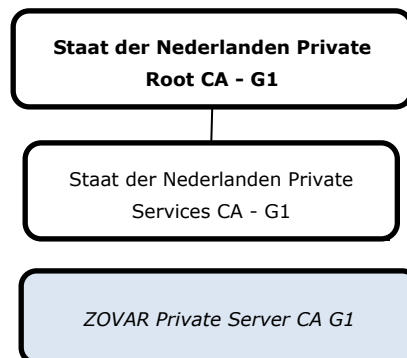 Staat der Nederlanden Private
Root CA - G1
Staat der Nederlanden Private
Services CA - G1
ZOVAR Private Server CA G1